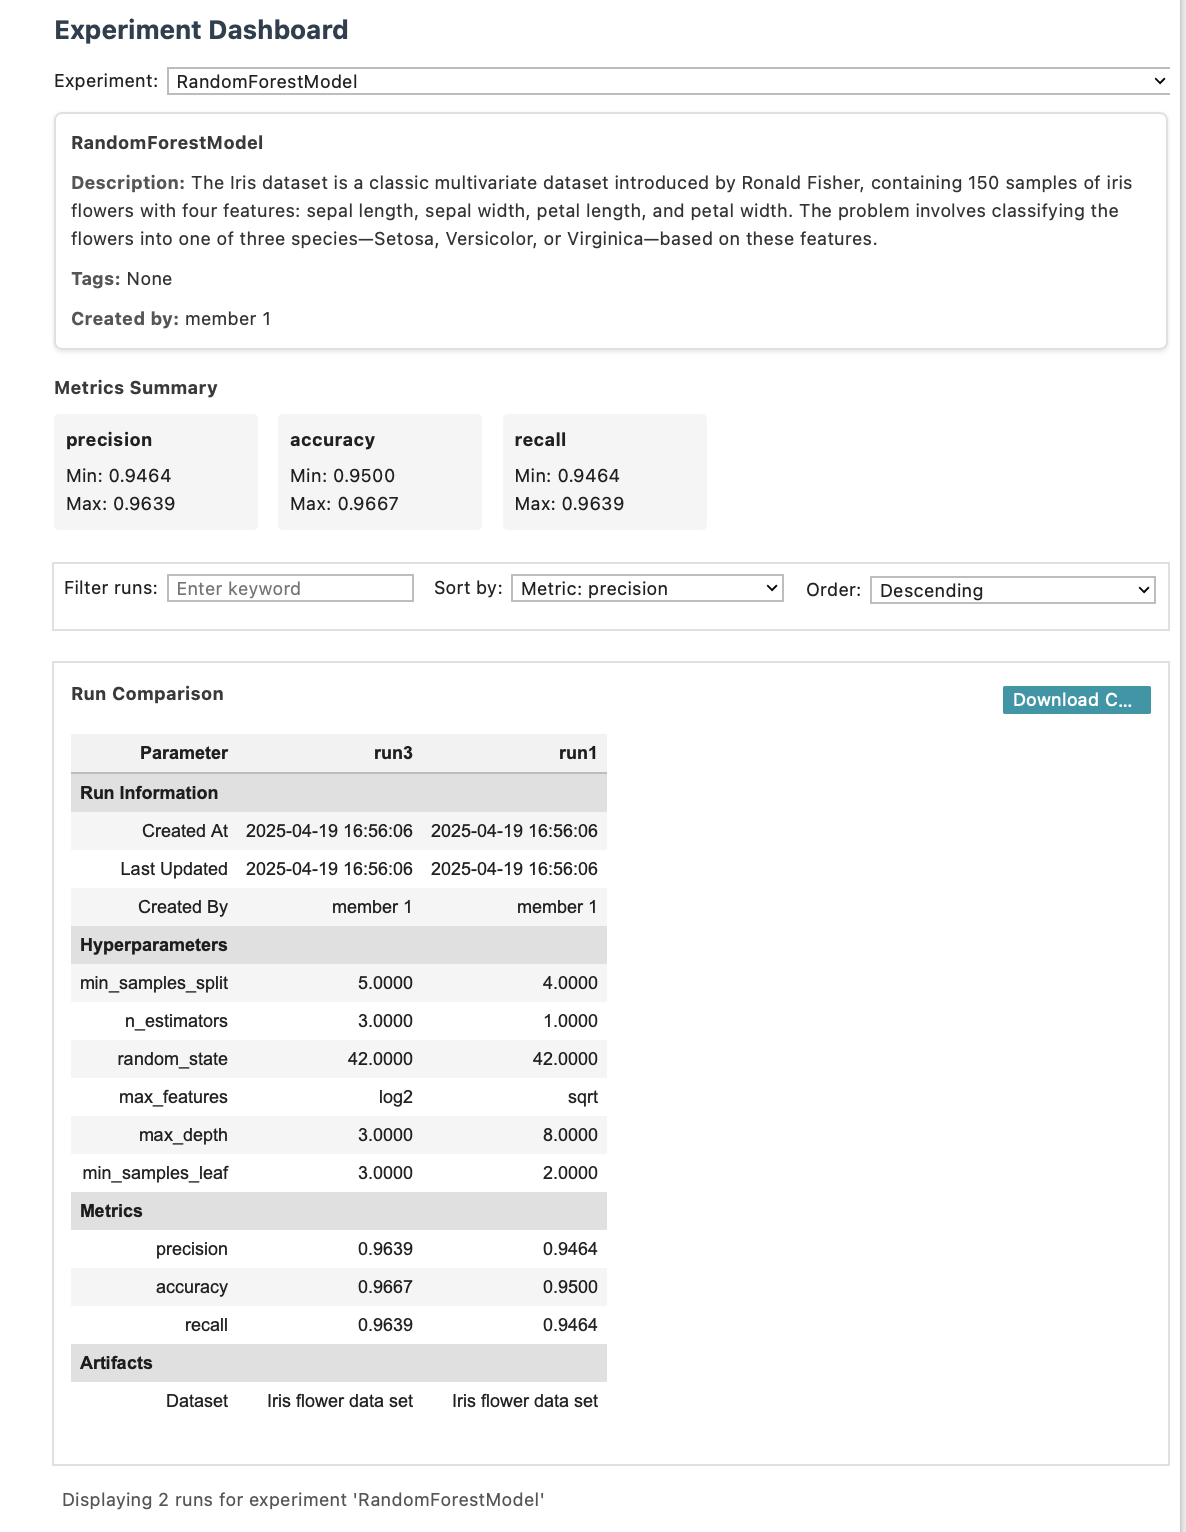 Experiment Dashboard
Experiment: RandomForestModel
RandomForestModel
Description: The Iris dataset is a classic multivariate dataset introduced by Ronald Fisher, containing 150 samples of iris
flowers with four features: sepal length, sepal width, petal length, and petal width. The problem involves classifying the
flowers into one of three species—Setosa, Versicolor, or Virginica—based on these features.
Tags: None
Created by: member 1
Metrics Summary
precision accuracy recall
Min: 0.9464 Min: 0.9500 Min: 0.9464
Max: 0.9639 Max: 0.9667 Max: 0.9639
Filter runs: Enter keyword Sort by: Metric: precision Order: Descending
Run Comparison Download C...
Parameter run3 run1
Run Information
Created At 2025-04-19 16:56:06 2025-04-19 16:56:06
Last Updated 2025-04-19 16:56:06 2025-04-19 16:56:06
Created By member 1 member 1
Hyperparameters
min_samples_split 5.0000 4.0000
n_estimators 3.0000 1.0000
random_state 42.0000 42.0000
max_features log2 sqrt
max_depth 3.0000 8.0000
min_samples_leaf 3.0000 2.0000
Metrics
precision 0.9639 0.9464
accuracy 0.9667 0.9500
recall 0.9639 0.9464
Artifacts
Dataset Iris flower data set Iris flower data set
Displaying 2 runs for experiment 'RandomForestModel'